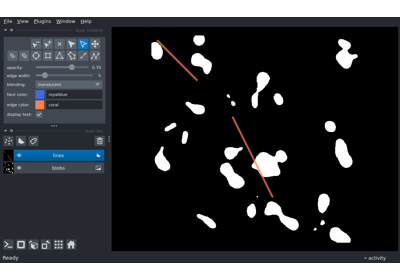 File View Plugins Window Help
opacity: 0.75
edge width: 5
blending: translucent
face color: royalblue
edge color: coral
display text: ✓
lines
blobs
Ready
activity